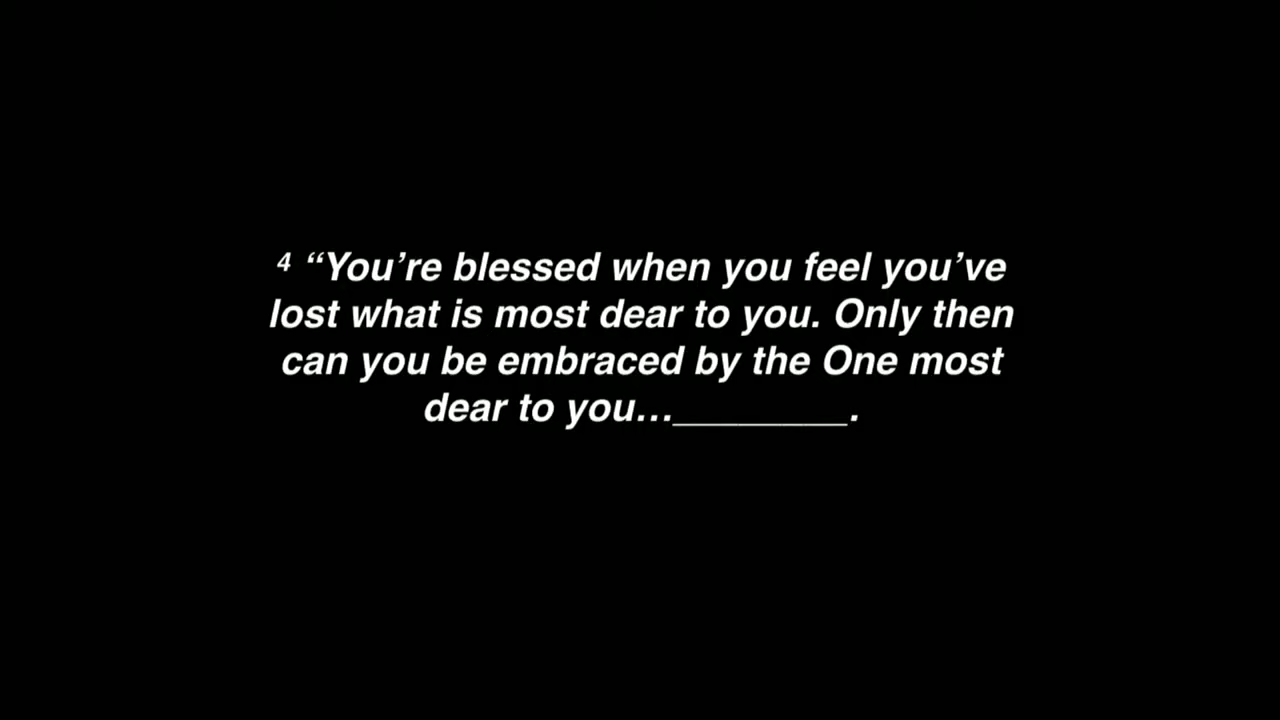 ⁴ “You’re blessed when you feel you’ve
lost what is most dear to you. Only then
can you be embraced by the One most
dear to you…________.